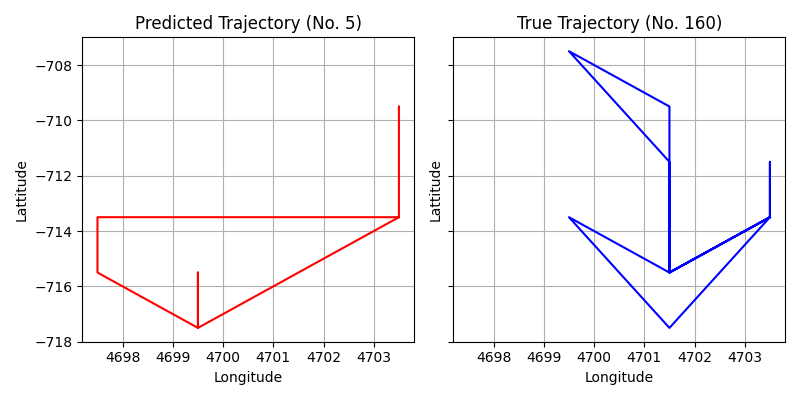 Predicted Trajectory (No. 5)
True Trajectory (No. 160)
−708
−710
−712
−714
−716
−718
Lattitude
Lattitude
4698 4699 4700 4701 4702 4703
4698 4699 4700 4701 4702 4703
Longitude
Longitude